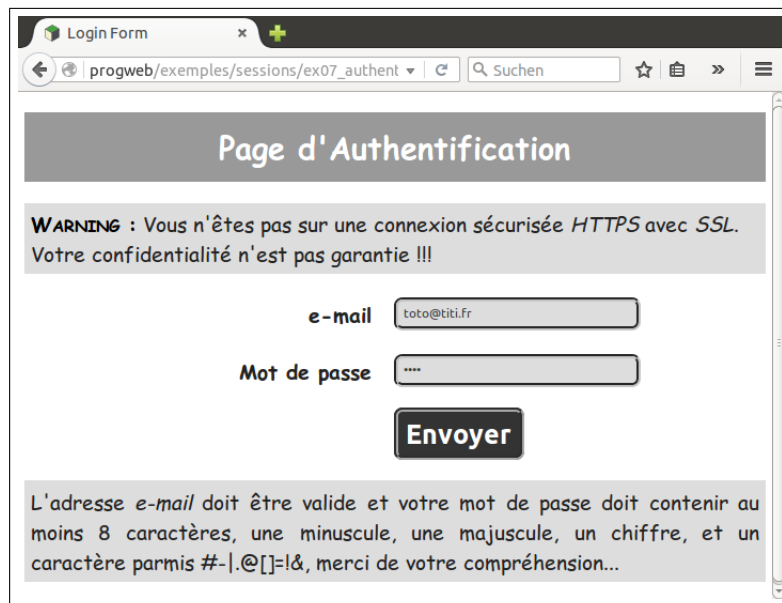 Login Form
progweb/exemples/sessions/ex07_authent
Suchen
Page d'Authentification
WARNING : Vous n'êtes pas sur une connexion sécurisée HTTPS avec SSL.
Votre confidentialité n'est pas garantie !!!
e-mail toto@titi.fr
Mot de passe ••••
Envoyer
L'adresse e-mail doit être valide et votre mot de passe doit contenir au
moins 8 caractères, une minuscule, une majuscule, un chiffre, et un
caractère parmis #-|.@[]=!&, merci de votre compréhension...